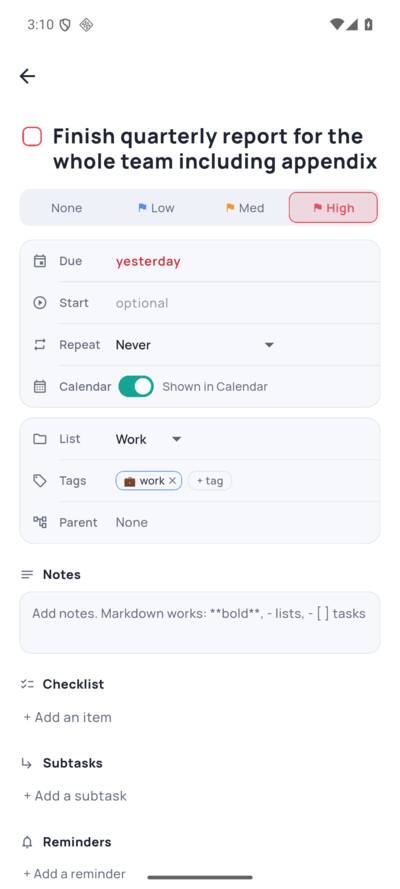 3:10
Finish quarterly report for the
whole team including appendix
None Low Med High
Due yesterday
Start optional
Repeat Never
Calendar Shown in Calendar
List Work
Tags work × + tag
Parent None
Notes
Add notes. Markdown works: **bold**, - lists, - [ ] tasks
Checklist
+ Add an item
Subtasks
+ Add a subtask
Reminders
+ Add a reminder